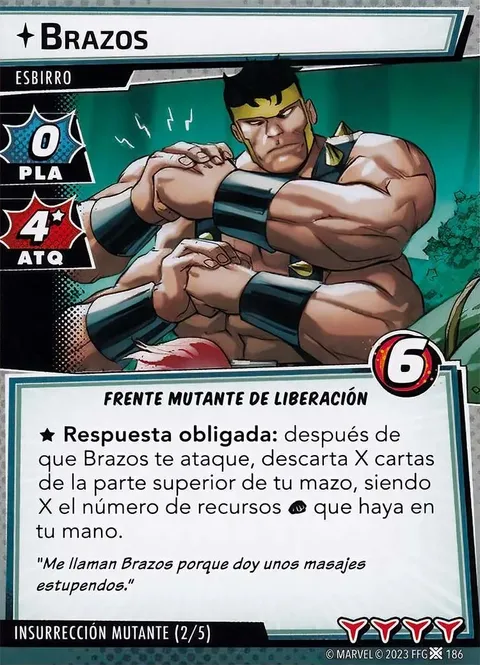 BRAZOS
ESBIRRO
0
PLA
4
ATQ
6
FRENTE MUTANTE DE LIBERACIÓN
★ Respuesta obligada: después de
que Brazos te ataque, descarta X cartas
de la parte superior de tu mazo, siendo
X el número de recursos que haya en
tu mano.
"Me llaman Brazos porque doy unos masajes
estupendos."
INSURRECCIÓN MUTANTE (2/5)
© MARVEL © 2023 FFG 186